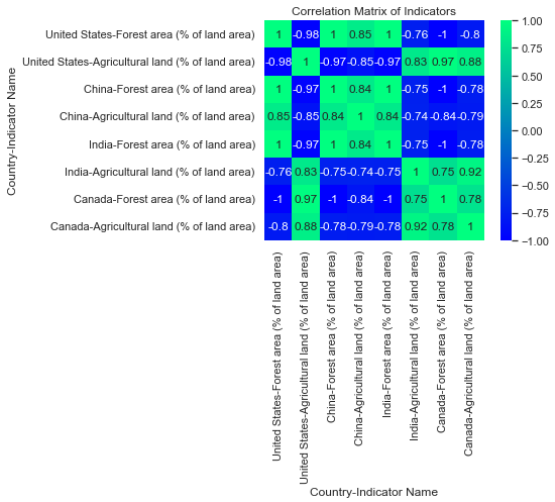 Correlation Matrix of Indicators
Country-Indicator Name
United States-Forest area (% of land area) 1 -0.98 1 0.85 1 -0.76 -1 -0.8
United States-Agricultural land (% of land area) -0.98 1 -0.97 -0.85 -0.97 0.83 0.97 0.88
China-Forest area (% of land area) 1 -0.97 1 0.84 1 -0.75 -1 -0.78
China-Agricultural land (% of land area) 0.85 -0.85 0.84 1 0.84 -0.74 -0.84 -0.79
India-Forest area (% of land area) 1 -0.97 1 0.84 1 -0.75 -1 -0.78
India-Agricultural land (% of land area) -0.76 0.83 -0.75 -0.74 -0.75 1 0.75 0.92
Canada-Forest area (% of land area) -1 0.97 -1 -0.84 -1 0.75 1 0.78
Canada-Agricultural land (% of land area) -0.8 0.88 -0.78 -0.79 -0.78 0.92 0.78 1
1.00
0.75
0.50
0.25
0.00
−0.25
−0.50
−0.75
−1.00
United States-Forest area (% of land area)
United States-Agricultural land (% of land area)
China-Forest area (% of land area)
China-Agricultural land (% of land area)
India-Forest area (% of land area)
India-Agricultural land (% of land area)
Canada-Forest area (% of land area)
Canada-Agricultural land (% of land area)
Country-Indicator Name